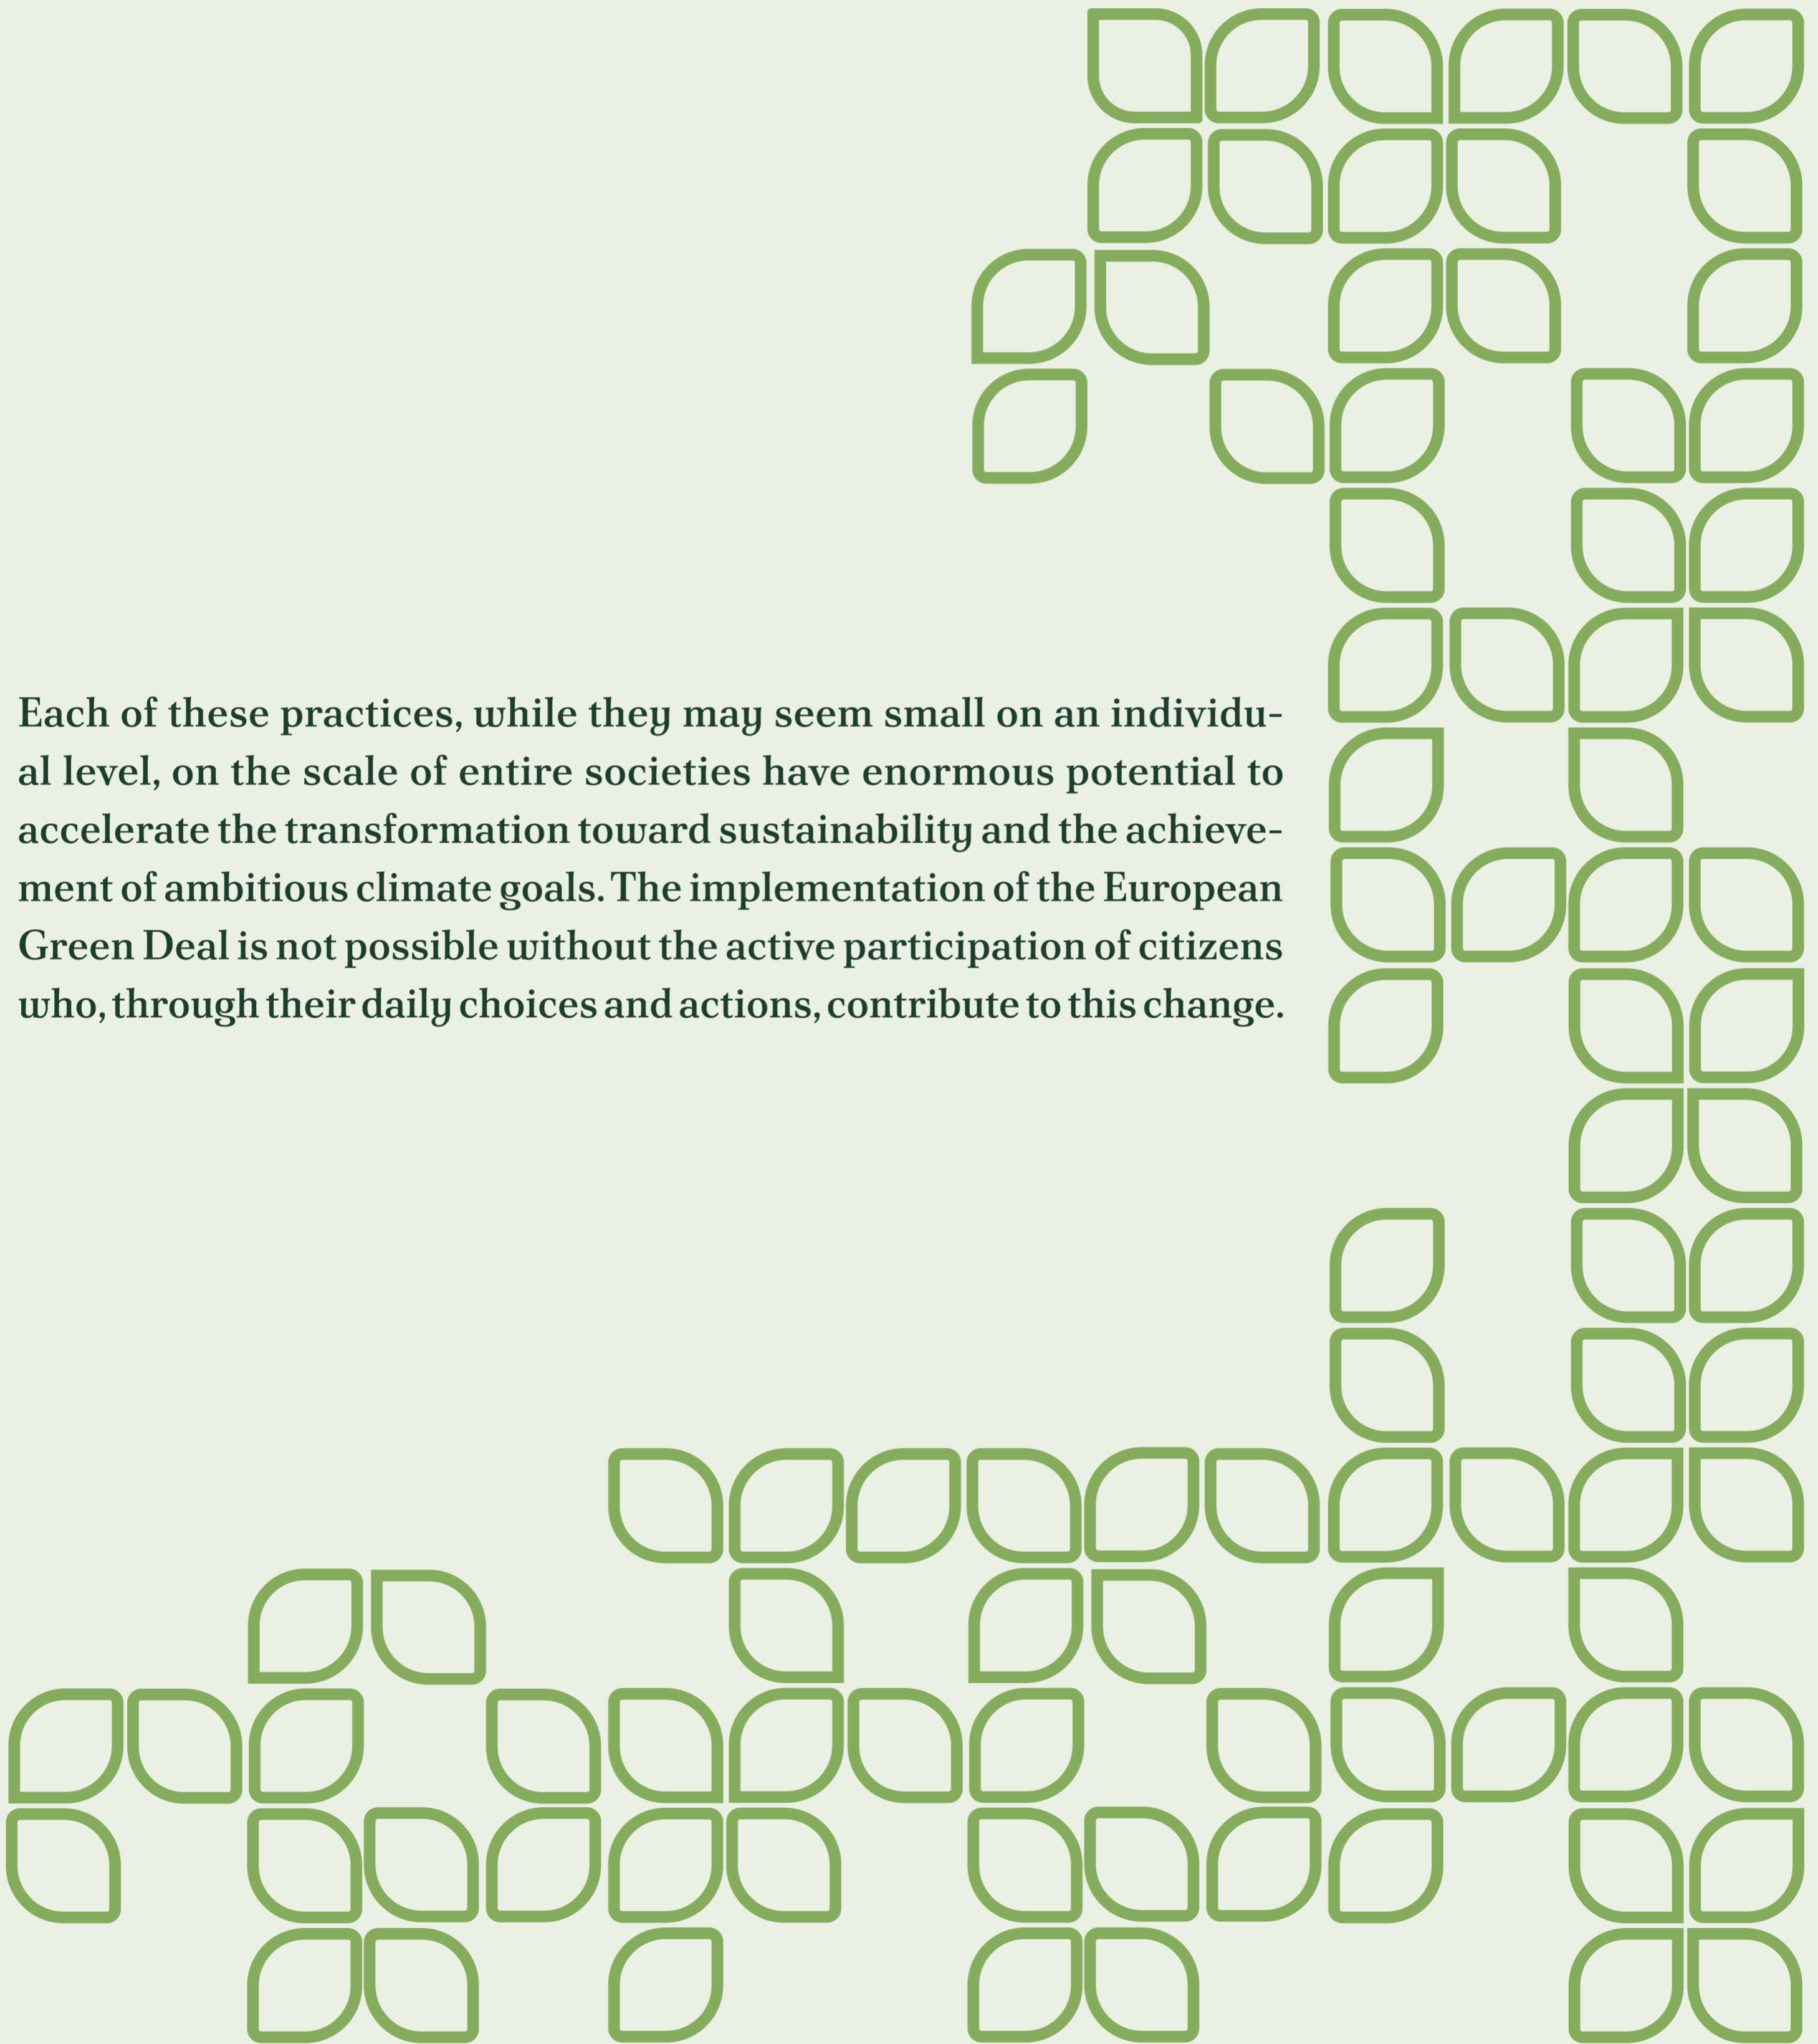 Each of these practices, while they may seem small on an individu-
al level, on the scale of entire societies have enormous potential to
accelerate the transformation toward sustainability and the achieve-
ment of ambitious climate goals. The implementation of the European
Green Deal is not possible without the active participation of citizens
who, through their daily choices and actions, contribute to this change.